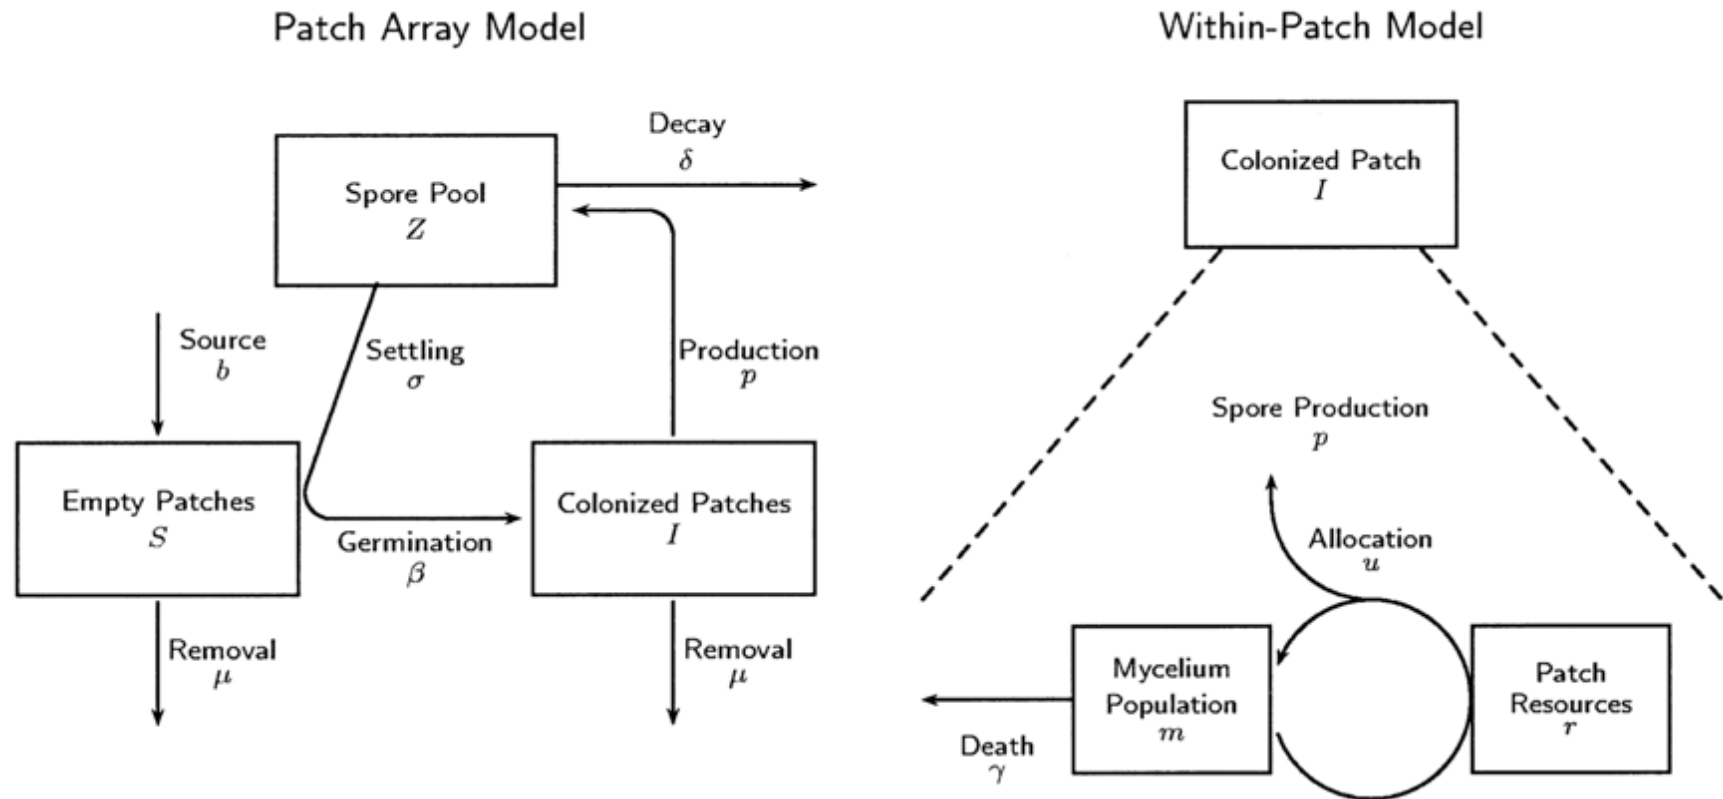 Patch Array Model
Decay
δ
Spore Pool
Z
Source
b
Settling
σ
Production
p
Empty Patches
S
Germination
β
Colonized Patches
I
Removal
μ
Removal
μ
Within-Patch Model
Colonized Patch
I
Spore Production
p
Allocation
u
Mycelium
Population
m
Patch
Resources
r
Death
γ